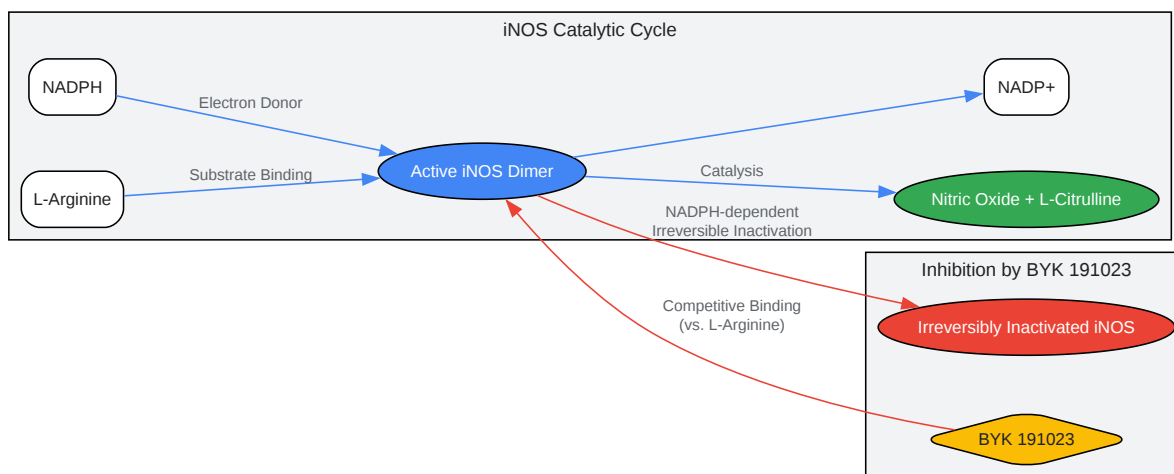 iNOS Catalytic Cycle
NADPH
NADP+
Electron Donor
Active iNOS Dimer
Substrate Binding
Catalysis
L-Arginine
Nitric Oxide + L-Citrulline
NADPH-dependent
Irreversible Inactivation
Inhibition by BYK 191023
Competitive Binding
(vs. L-Arginine)
Irreversibly Inactivated iNOS
BYK 191023